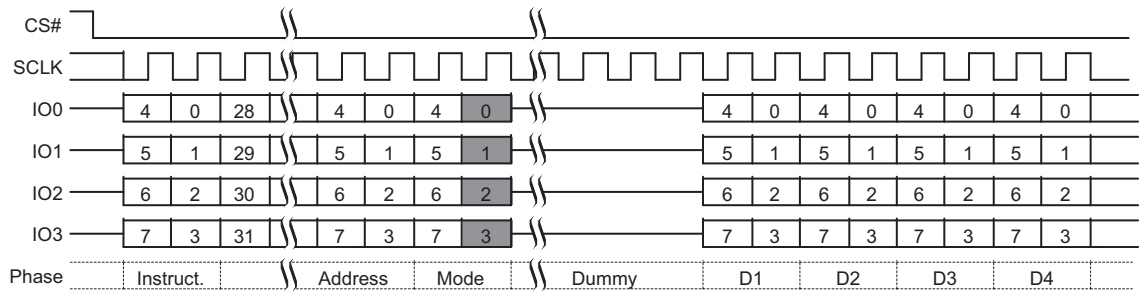 CS#
SCLK
IO0 4 0 28 4 0 4 0 4 0 4 0 4 0 4 0
IO1 5 1 29 5 1 5 1 5 1 5 1 5 1 5 1
IO2 6 2 30 6 2 6 2 6 2 6 2 6 2 6 2
IO3 7 3 31 7 3 7 3 7 3 7 3 7 3 7 3
Phase Instruct. Address Mode Dummy D1 D2 D3 D4